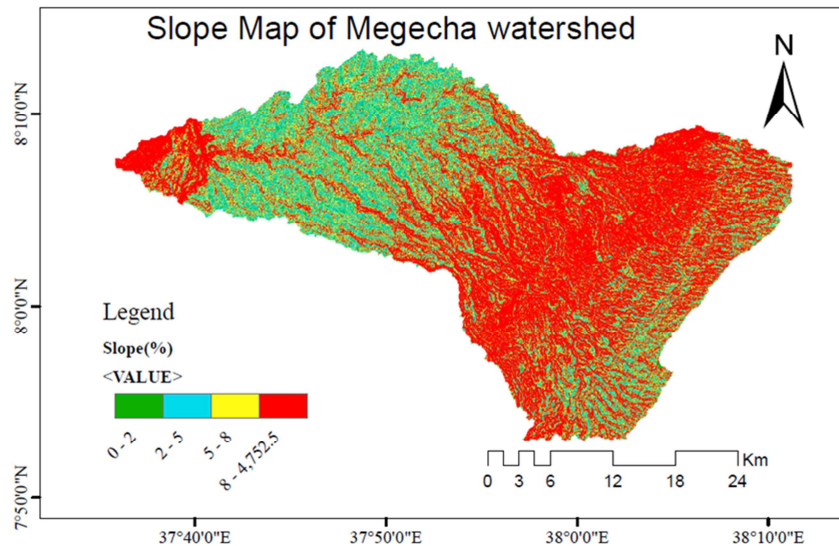 Slope Map of Megecha watershed
N
8°10'0"N
8°0'0"N
7°50'0"N
Legend
Slope(%)
<VALUE>
0 - 2
2 - 5
5 - 8
8 - 4,752.5
Km
0 3 6 12 18 24
37°40'0"E 37°50'0"E 38°0'0"E 38°10'0"E